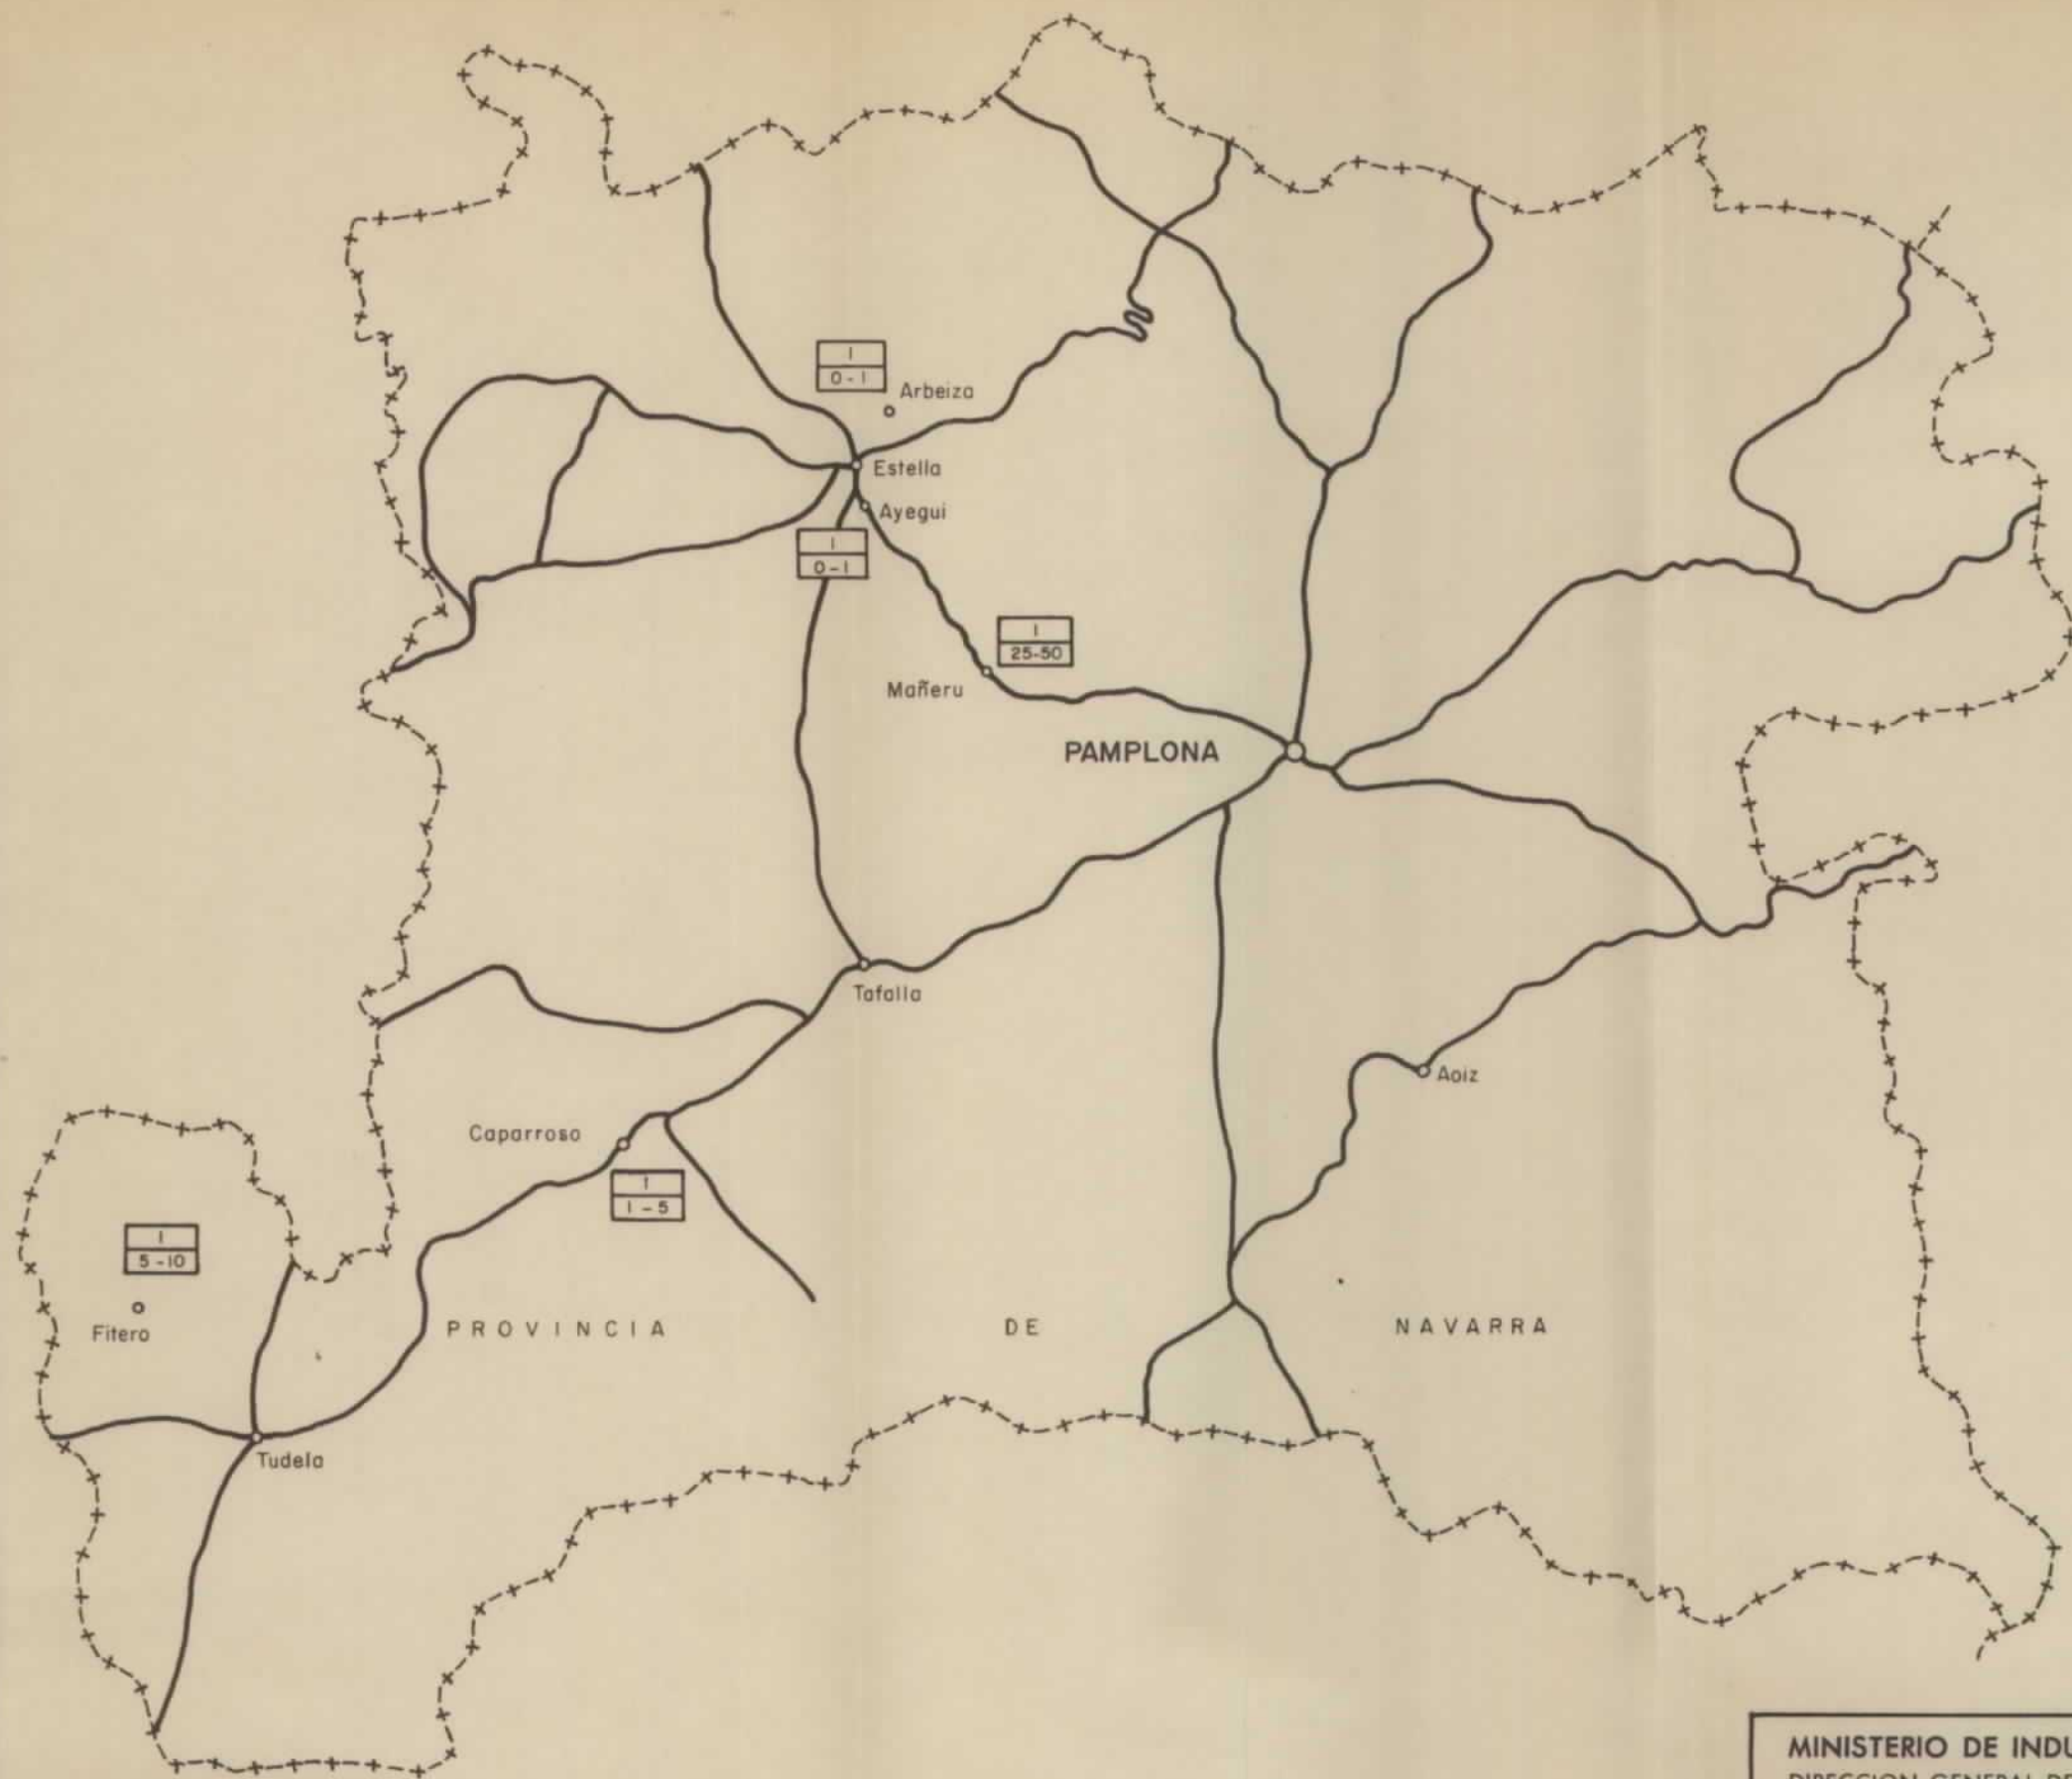 1
0-1
Arbeiza
Estella
Ayegui
1
0-1
1
25-50
Mañeru
PAMPLONA
Tafalla
Aoiz
Caparroso
1
1-5
1
5-10
Fitero
PROVINCIA DE NAVARRA
Tudela
MINISTERIO DE